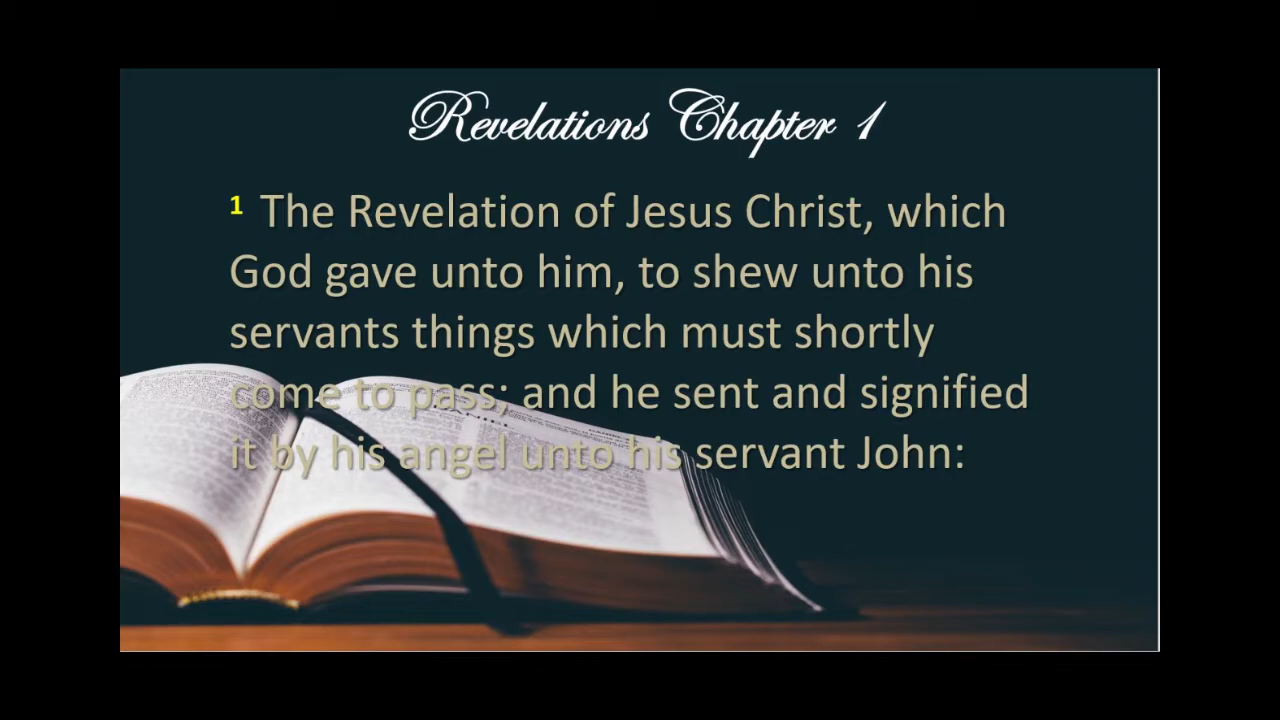 Revelations Chapter 1
1 The Revelation of Jesus Christ, which
God gave unto him, to shew unto his
servants things which must shortly
come to pass; and he sent and signified
it by his angel unto his servant John:
DANIEL